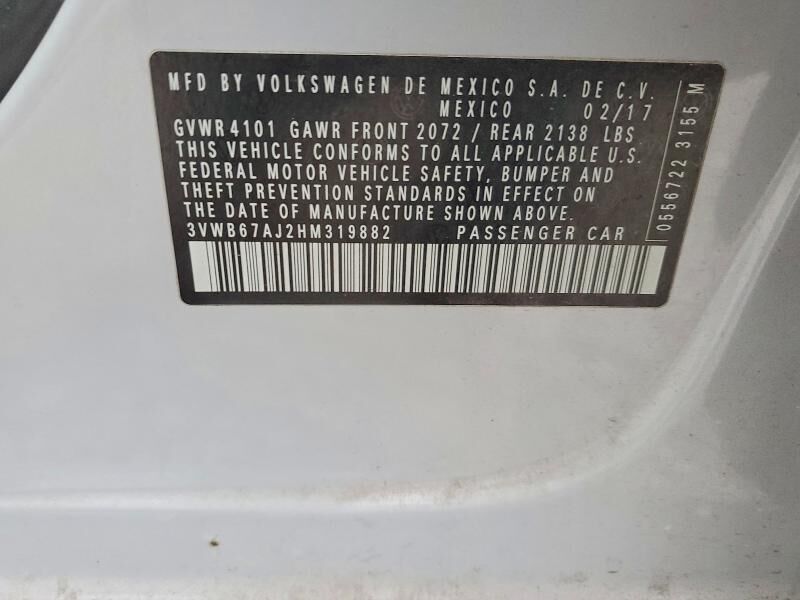 MFD BY VOLKSWAGEN DE MEXICO S.A. DE C.V.
MEXICO 02/17
GVWR 4101 GAWR FRONT 2072 / REAR 2138 LBS
THIS VEHICLE CONFORMS TO ALL APPLICABLE U.S.
FEDERAL MOTOR VEHICLE SAFETY, BUMPER AND
THEFT PREVENTION STANDARDS IN EFFECT ON
THE DATE OF MANUFACTURE SHOWN ABOVE.
3VWB67AJ2HM319882 PASSENGER CAR
0556722 3155 M